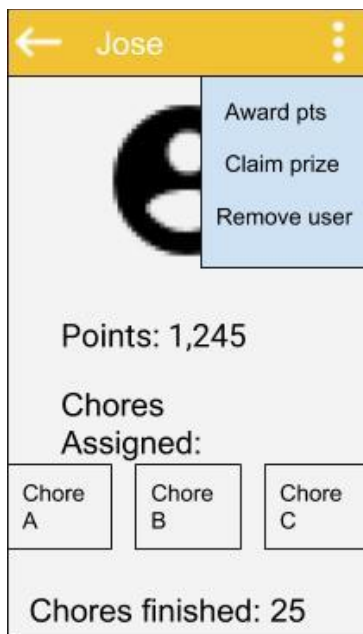 Jose
Award pts
Claim prize
Remove user
Points: 1,245
Chores
Assigned:
Chore
A
Chore
B
Chore
C
Chores finished: 25